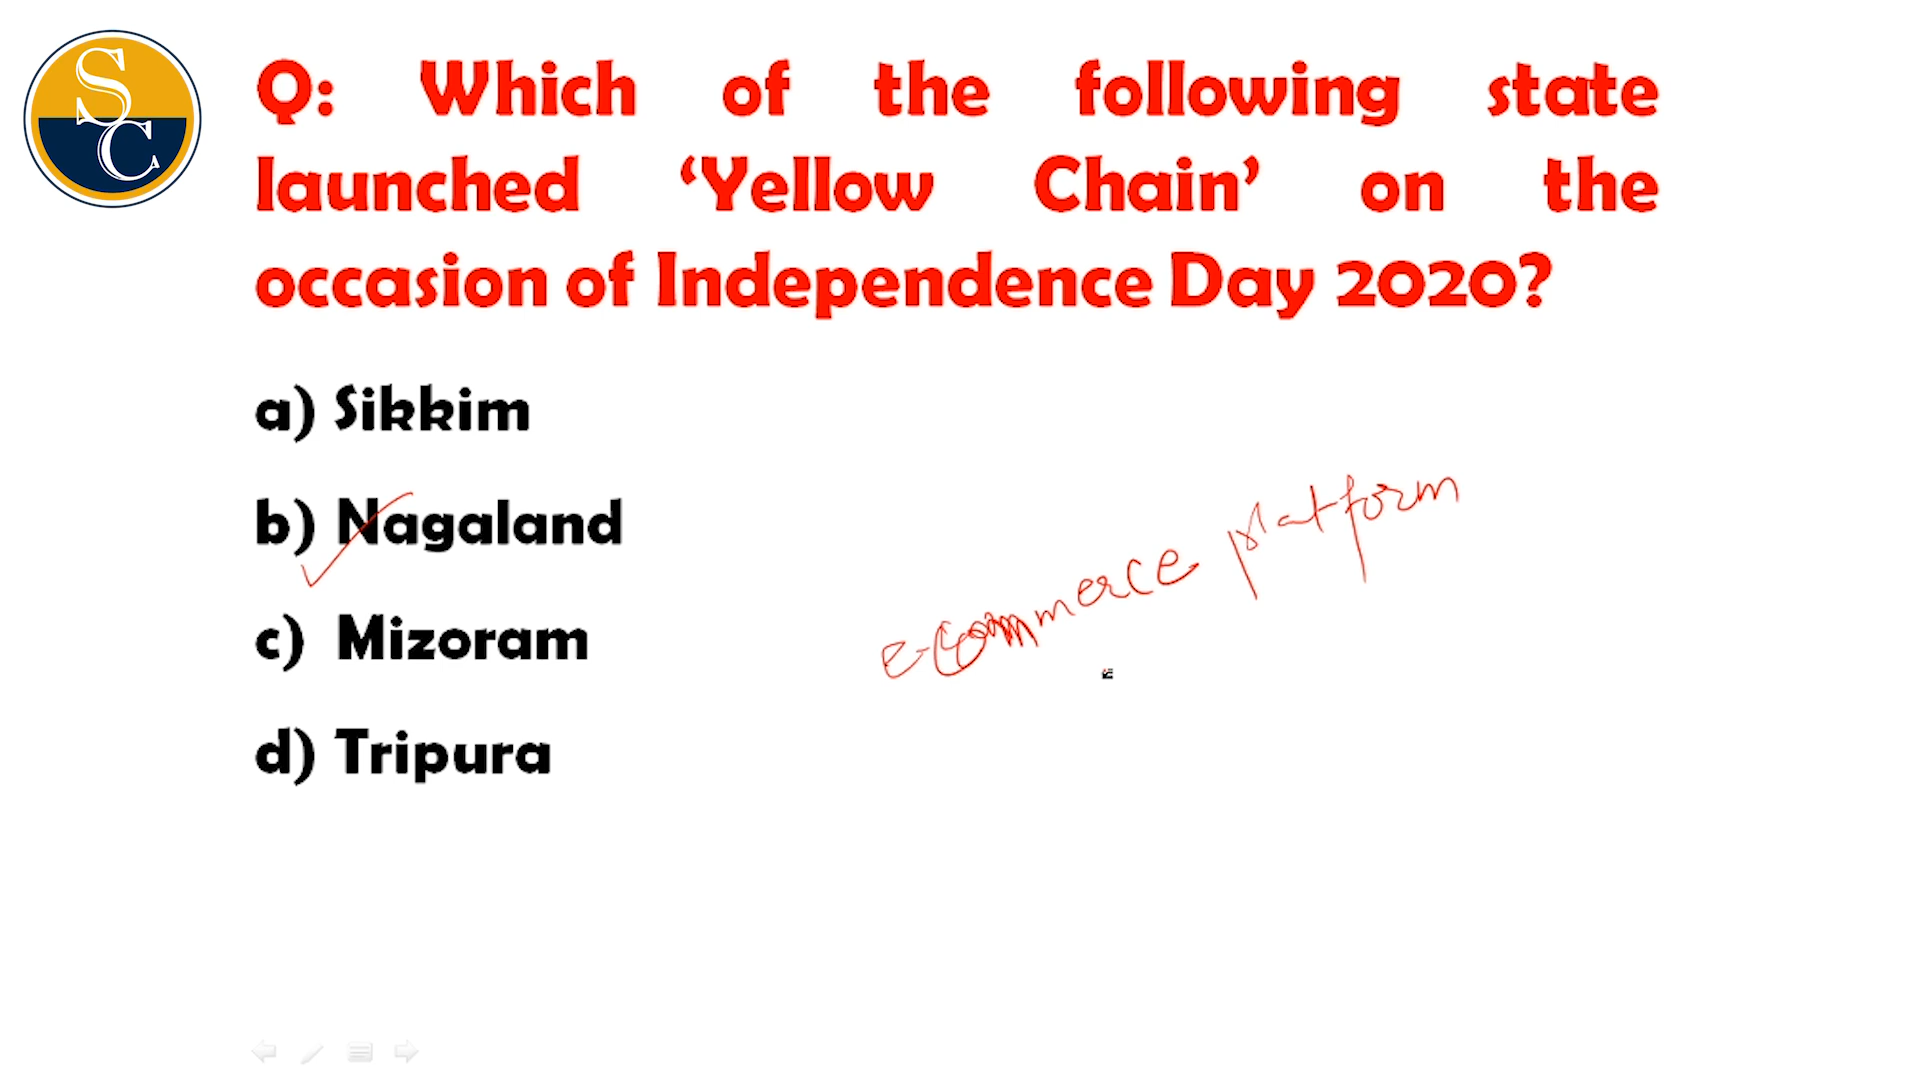 SC
Q: Which of the following state
launched ‘Yellow Chain’ on the
occasion of Independence Day 2020?
a) Sikkim
b) Nagaland
c) Mizoram
d) Tripura
e-commerce platform